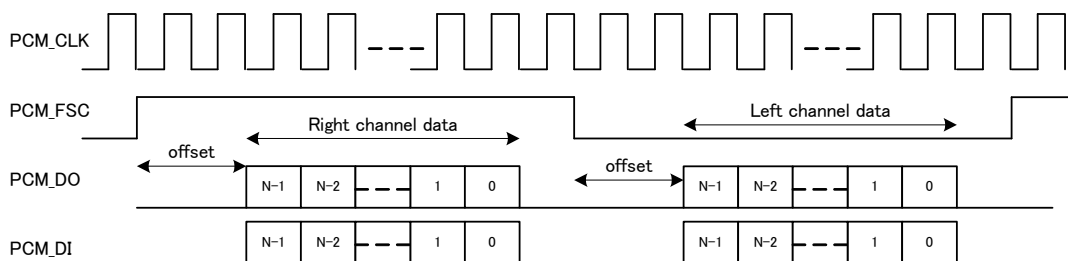 PCM_CLK
PCM_FSC
Right channel data
Left channel data
offset
offset
PCM_DO
N-1 N-2 1 0
N-1 N-2 1 0
PCM_DI
N-1 N-2 1 0
N-1 N-2 1 0